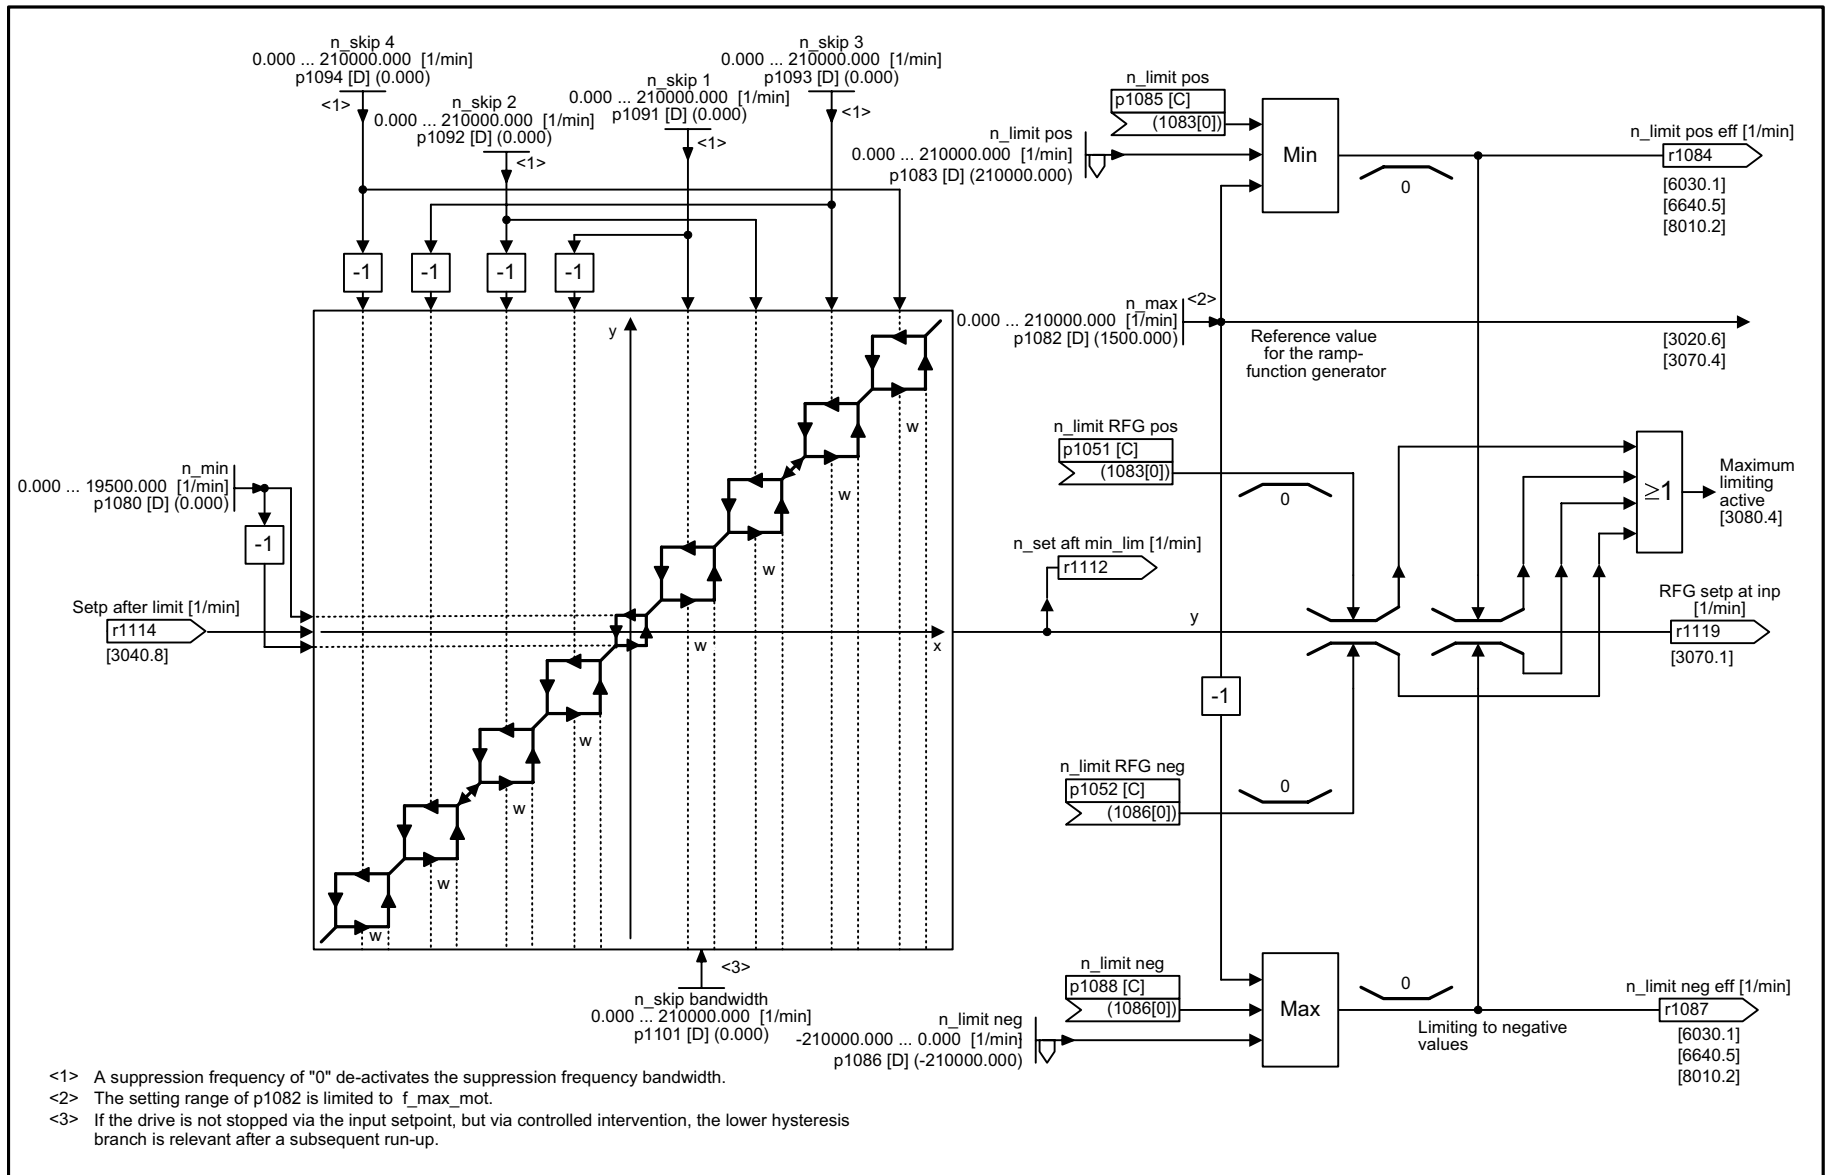 n_skip 4
0.000 ... 210000.000 [1/min]
p1094 [D] (0.000)
<1>
n_skip 2
0.000 ... 210000.000 [1/min]
p1092 [D] (0.000)
<1>
n_skip 1
0.000 ... 210000.000 [1/min]
p1091 [D] (0.000)
<1>
n_skip 3
0.000 ... 210000.000 [1/min]
p1093 [D] (0.000)
<1>
-1
-1
-1
-1
n_limit pos
p1085 [C]
(1083[0])
n_limit pos
0.000 ... 210000.000 [1/min]
p1083 [D] (210000.000)
Min
0
n_limit pos eff [1/min]
r1084
[6030.1]
[6640.5]
[8010.2]
n_max
<2>
0.000 ... 210000.000 [1/min]
p1082 [D] (1500.000)
Reference value
for the ramp-
function generator
[3020.6]
[3070.4]
y
w
w
w
w
w
w
w
w
x
n_min
0.000 ... 19500.000 [1/min]
p1080 [D] (0.000)
-1
Setp after limit [1/min]
r1114
[3040.8]
n_limit RFG pos
p1051 [C]
(1083[0])
0
≥1
Maximum
limiting
active
[3080.4]
n_set aft min_lim [1/min]
r1112
y
RFG setp at inp
[1/min]
r1119
[3070.1]
-1
n_limit RFG neg
p1052 [C]
(1086[0])
0
<3>
n_skip bandwidth
0.000 ... 210000.000 [1/min]
p1101 [D] (0.000)
n_limit neg
p1088 [C]
(1086[0])
n_limit neg
-210000.000 ... 0.000 [1/min]
p1086 [D] (-210000.000)
Max
0
Limiting to negative
values
n_limit neg eff [1/min]
r1087
[6030.1]
[6640.5]
[8010.2]
<1> A suppression frequency of "0" de-activates the suppression frequency bandwidth.
<2> The setting range of p1082 is limited to f_max_mot.
<3> If the drive is not stopped via the input setpoint, but via controlled intervention, the lower hysteresis
branch is relevant after a subsequent run-up.